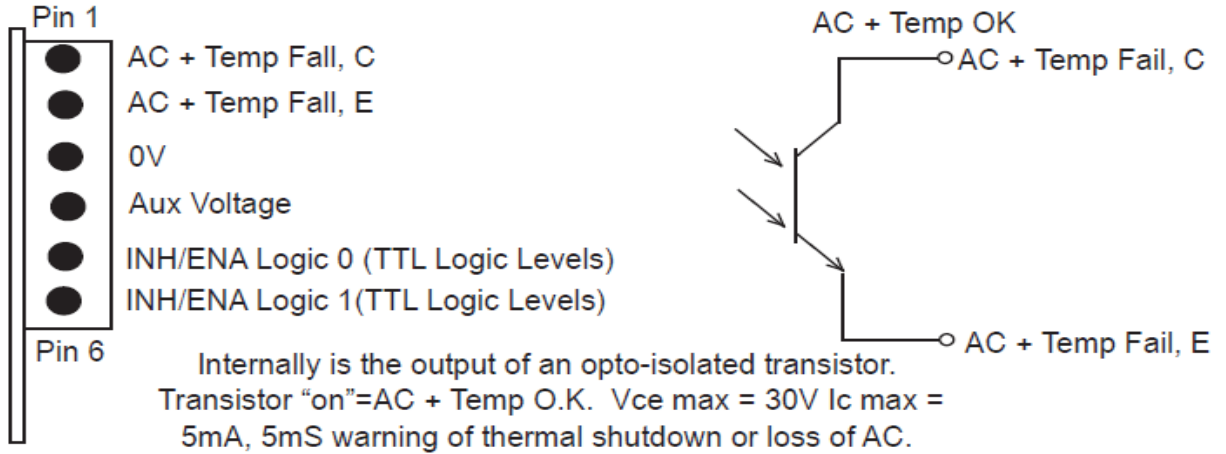 Pin 1
AC + Temp Fall, C
AC + Temp Fall, E
0V
Aux Voltage
INH/ENA Logic 0 (TTL Logic Levels)
INH/ENA Logic 1(TTL Logic Levels)
Pin 6
AC + Temp OK
AC + Temp Fail, C
AC + Temp Fail, E
Internally is the output of an opto-isolated transistor.
Transistor “on”=AC + Temp O.K. Vce max = 30V Ic max =
5mA, 5mS warning of thermal shutdown or loss of AC.